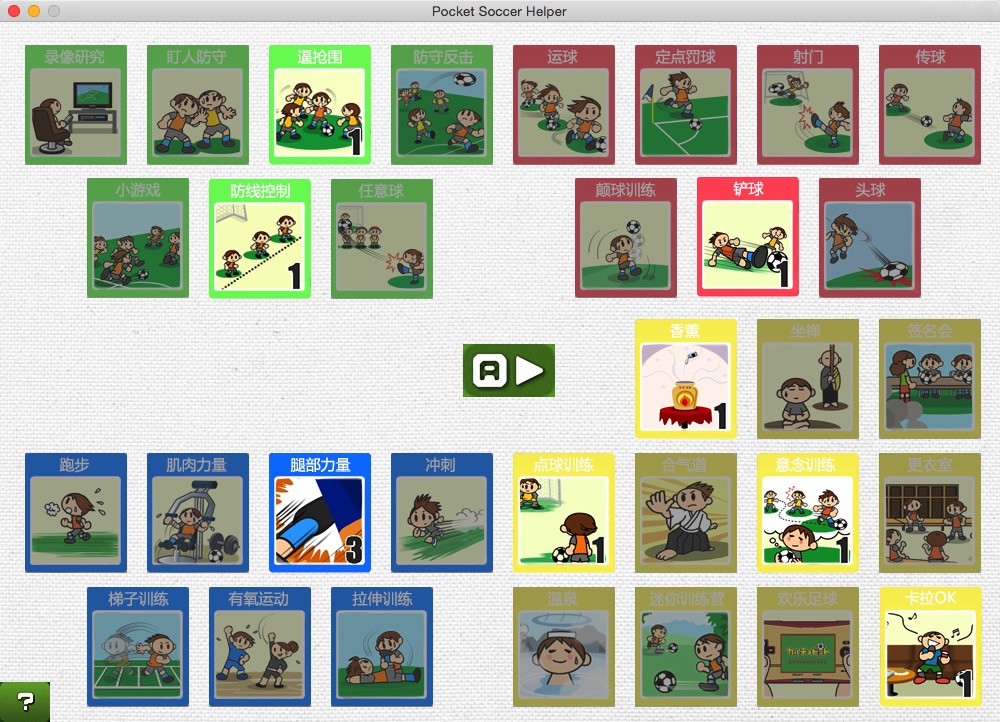 Pocket Soccer Helper
录像研究
盯人防守
逼抢围
1
防守反击
运球
定点罚球
射门
传球
小游戏
防线控制
1
任意球
颠球训练
铲球
1
头球
香薰
1
坐禅
签名会
A
跑步
肌肉力量
腿部力量
3
冲刺
点球训练
1
合气道
意念训练
1
更衣室
梯子训练
有氧运动
拉伸训练
温泉
迷你训练营
欢乐足球
卡拉OK
1
?